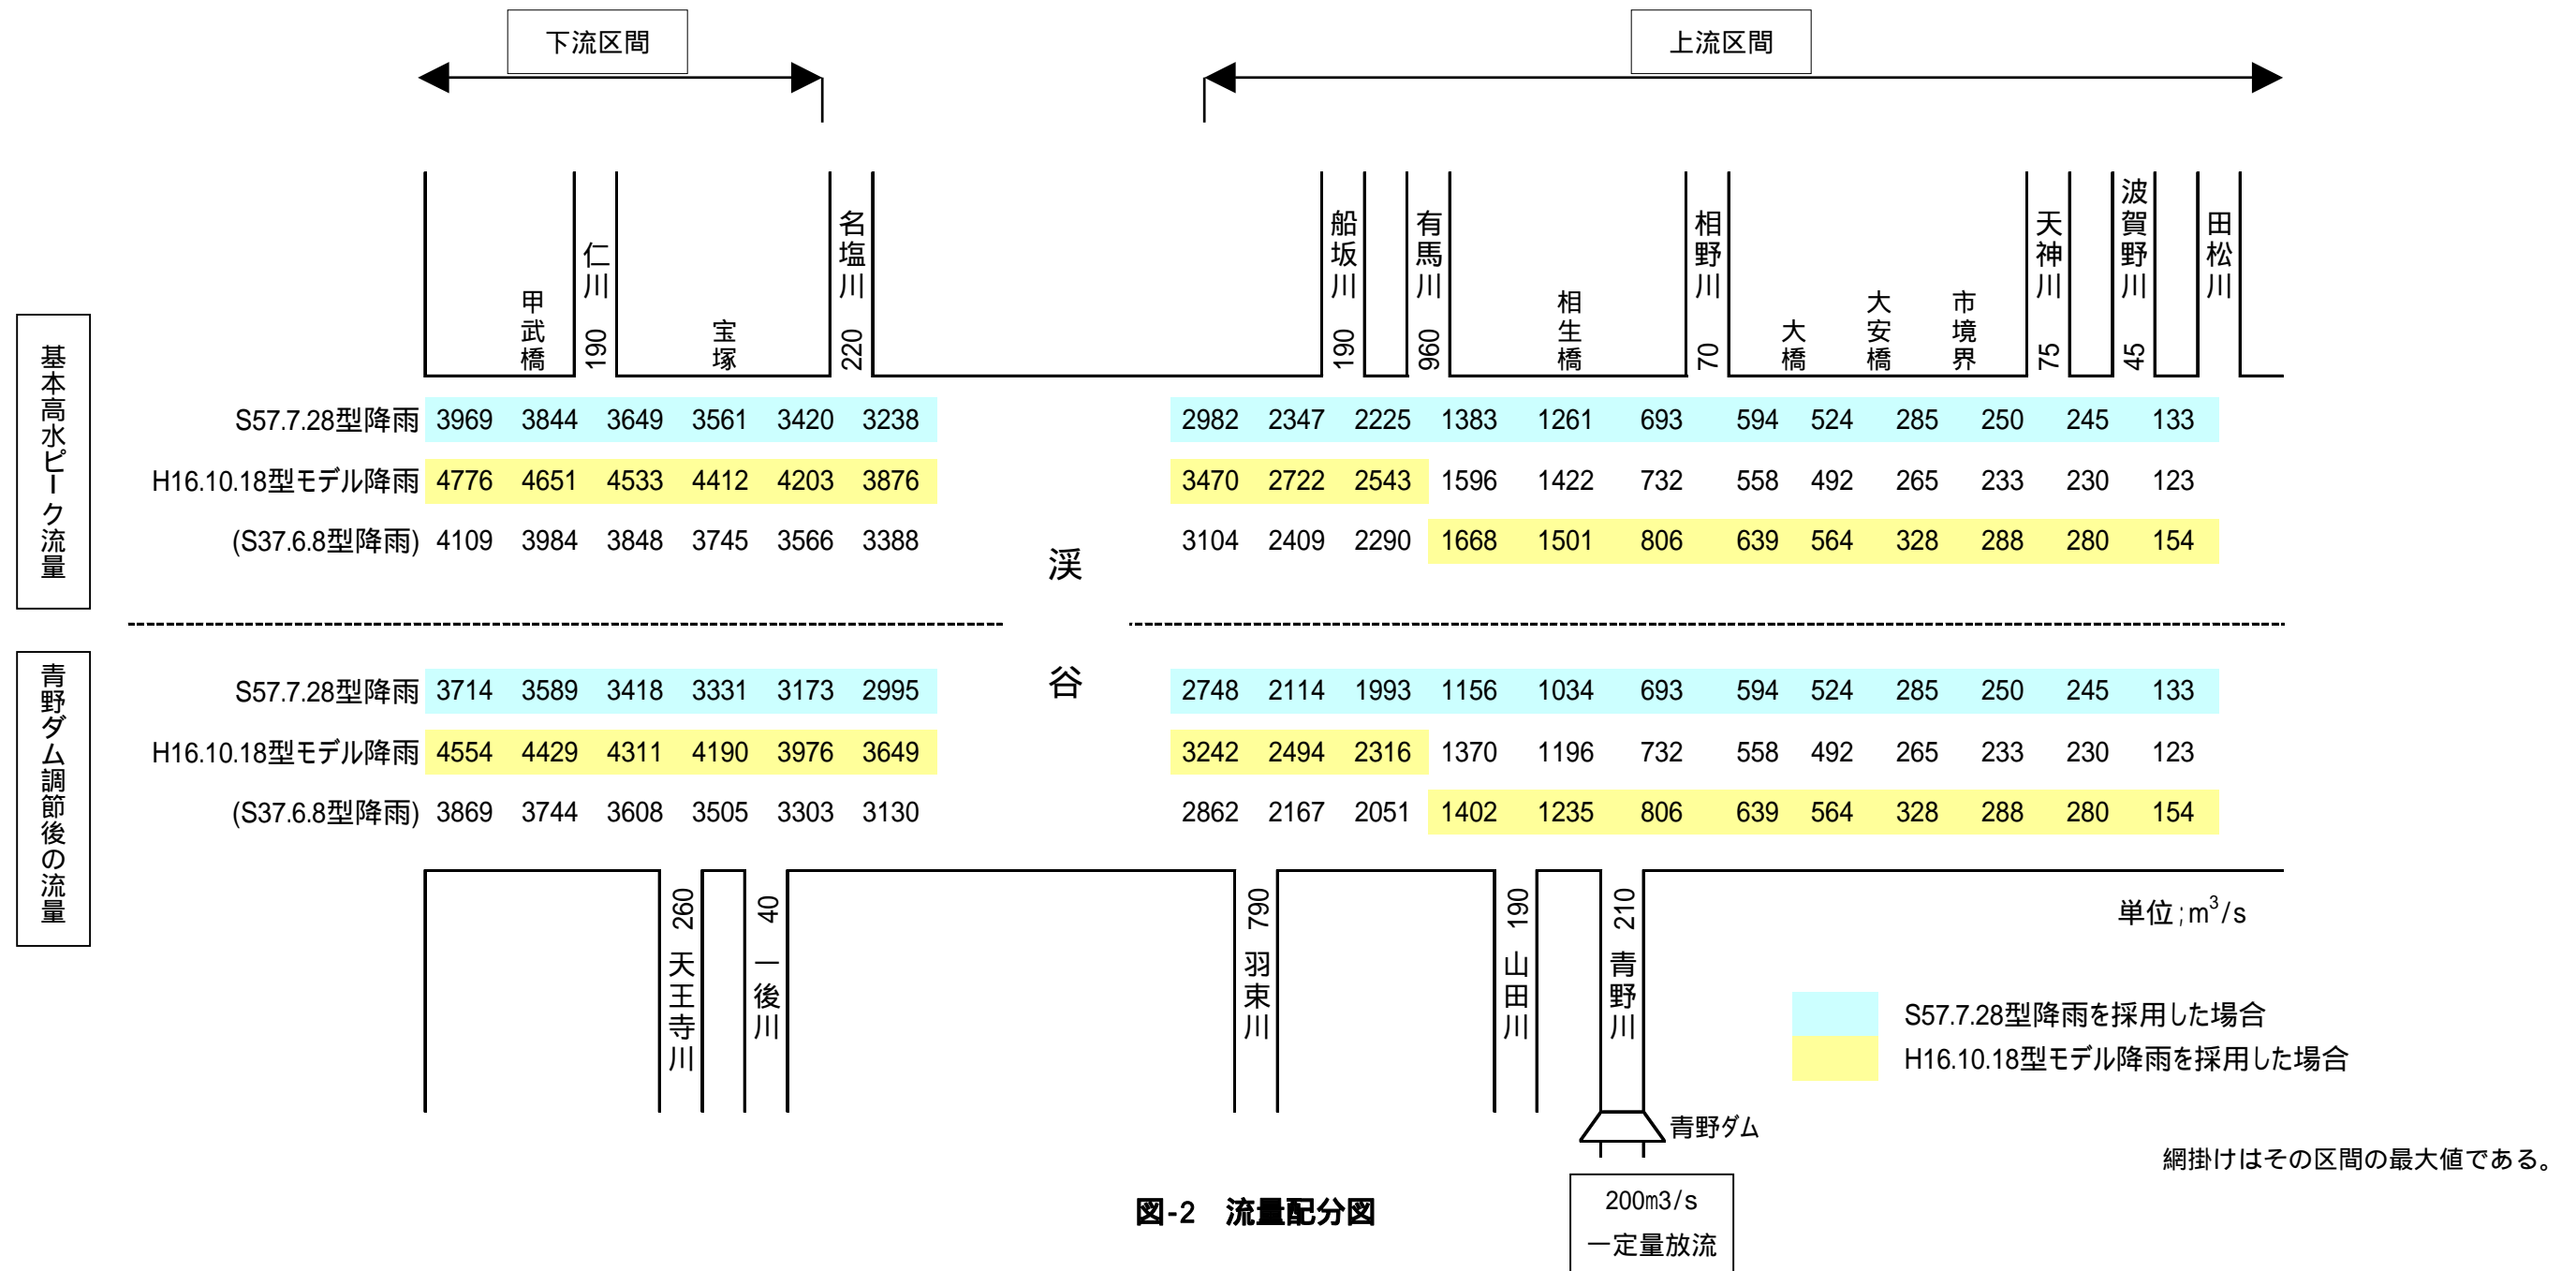 下流区間
上流区間
甲武橋
仁川 190
宝塚
名塩川 220
船坂川 190
有馬川 960
相生橋
相野川 70
大橋
大安橋
市境界
天神川 75
波賀野川 45
田松川
基本高水ピーク流量
S57.7.28型降雨 3969 3844 3649 3561 3420 3238 2982 2347 2225 1383 1261 693 594 524 285 250 245 133
H16.10.18型モデル降雨 4776 4651 4533 4412 4203 3876 3470 2722 2543 1596 1422 732 558 492 265 233 230 123
(S37.6.8型降雨) 4109 3984 3848 3745 3566 3388 3104 2409 2290 1668 1501 806 639 564 328 288 280 154
渓谷
青野ダム調節後の流量
S57.7.28型降雨 3714 3589 3418 3331 3173 2995 2748 2114 1993 1156 1034 693 594 524 285 250 245 133
H16.10.18型モデル降雨 4554 4429 4311 4190 3976 3649 3242 2494 2316 1370 1196 732 558 492 265 233 230 123
(S37.6.8型降雨) 3869 3744 3608 3505 3303 3130 2862 2167 2051 1402 1235 806 639 564 328 288 280 154
260 天王寺川
40 一後川
790 羽束川
190 山田川
210 青野川
単位;m³/s
S57.7.28型降雨を採用した場合
H16.10.18型モデル降雨を採用した場合
青野ダム
網掛けはその区間の最大値である。
200m3/s
一定量放流
図-2 流量配分図